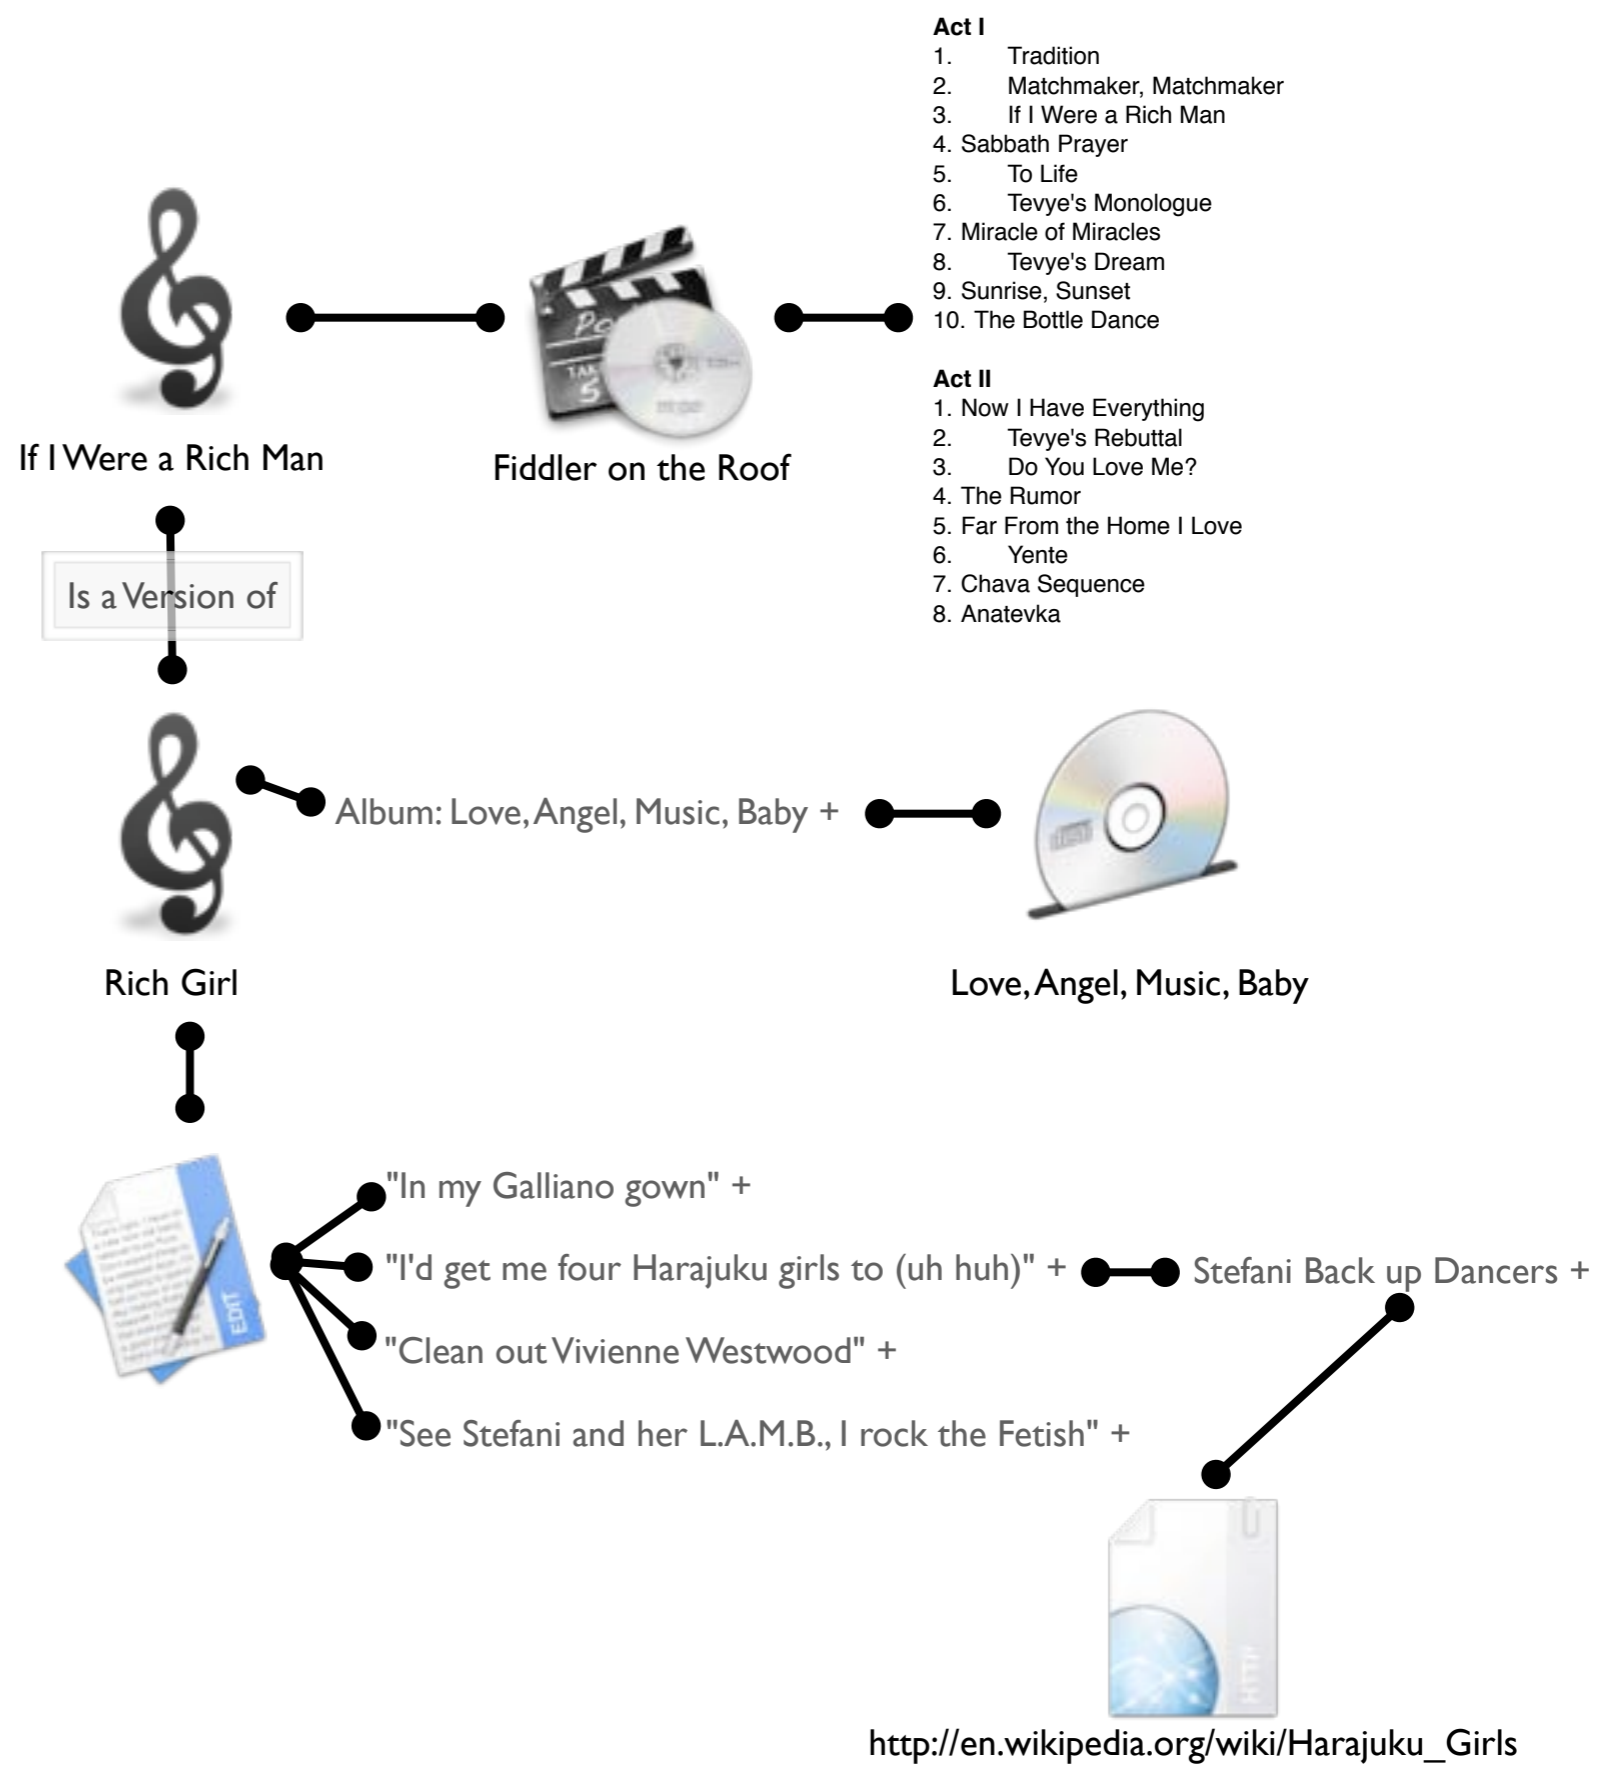 Act I
1. Tradition
2. Matchmaker, Matchmaker
3. If I Were a Rich Man
4. Sabbath Prayer
5. To Life
6. Tevye's Monologue
7. Miracle of Miracles
8. Tevye's Dream
9. Sunrise, Sunset
10. The Bottle Dance
Act II
1. Now I Have Everything
2. Tevye's Rebuttal
3. Do You Love Me?
4. The Rumor
5. Far From the Home I Love
6. Yente
7. Chava Sequence
8. Anatevka
If I Were a Rich Man
5
Fiddler on the Roof
Is a Version of
Album: Love, Angel, Music, Baby +
Rich Girl
Love, Angel, Music, Baby
EDIT
"In my Galliano gown" +
"I'd get me four Harajuku girls to (uh huh)" +
Stefani Back up Dancers +
"Clean out Vivienne Westwood" +
"See Stefani and her L.A.M.B., I rock the Fetish" +
HTTP
http://en.wikipedia.org/wiki/Harajuku_Girls